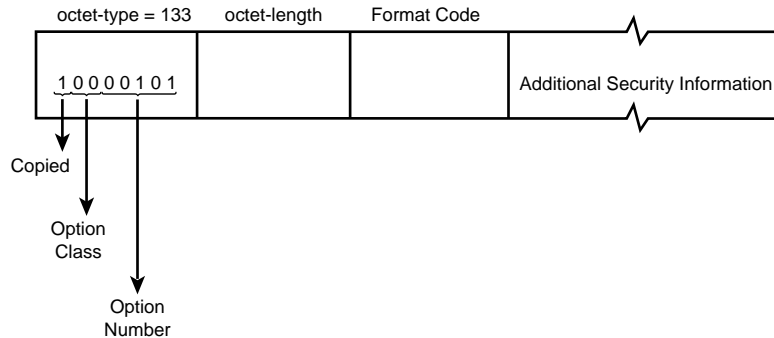 octet-type = 133 octet-length Format Code
1 0 0 0 0 1 0 1
Additional Security Information
Copied
Option
Class
Option
Number